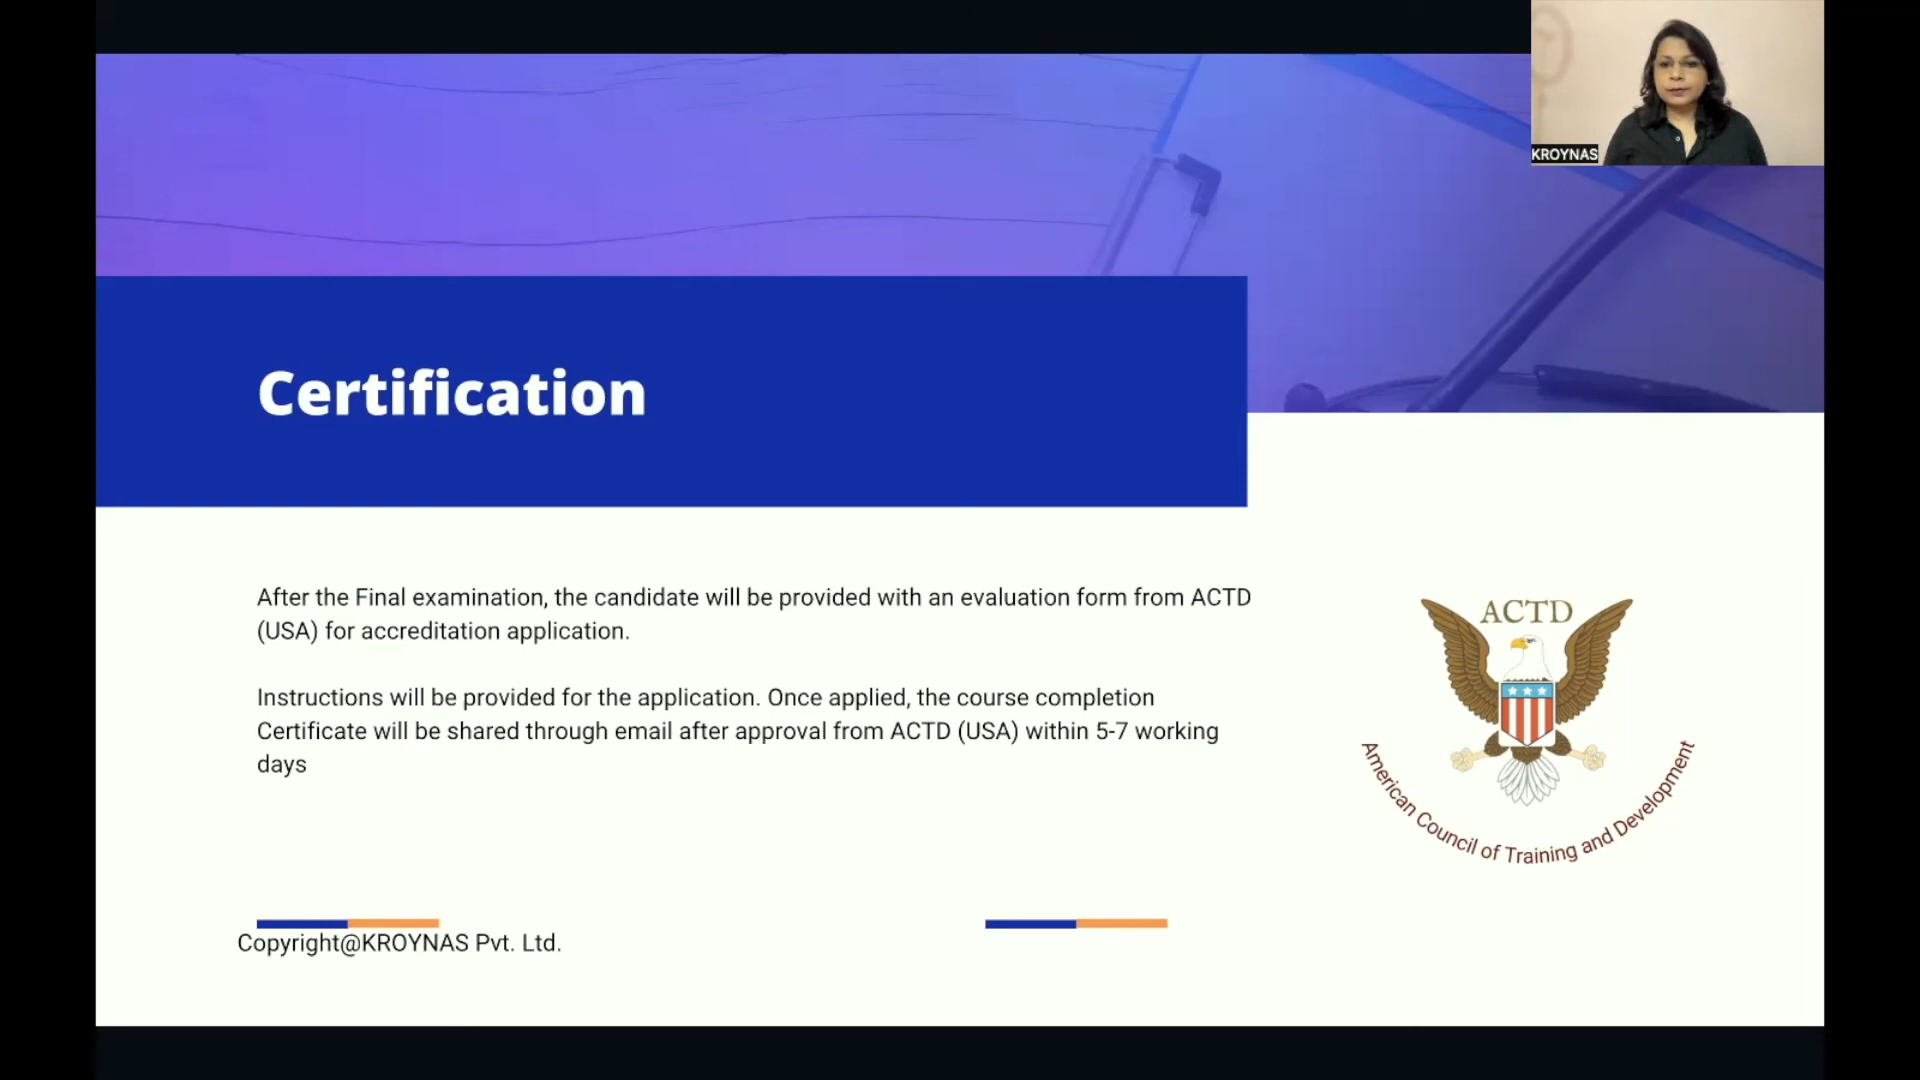 KROYNAS
Certification
After the Final examination, the candidate will be provided with an evaluation form from ACTD
(USA) for accreditation application.
Instructions will be provided for the application. Once applied, the course completion
Certificate will be shared through email after approval from ACTD (USA) within 5-7 working
days
ACTD
American Council of Training and Development
Copyright@KROYNAS Pvt. Ltd.